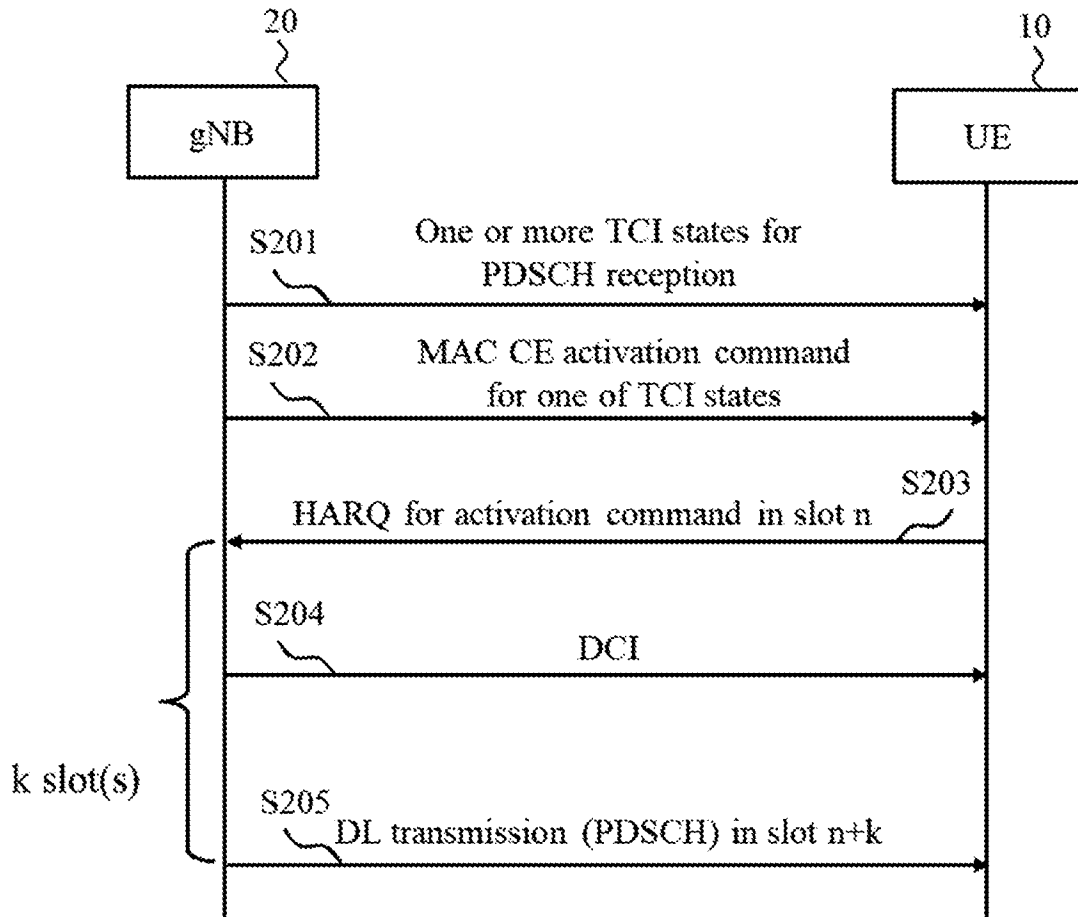 20
10
gNB
UE
One or more TCI states for
S201
PDSCH reception
S202
MAC CE activation command
for one of TCI states
S203
HARQ for activation command in slot n
S204
DCI
k slot(s)
S205
DL transmission (PDSCH) in slot n+k